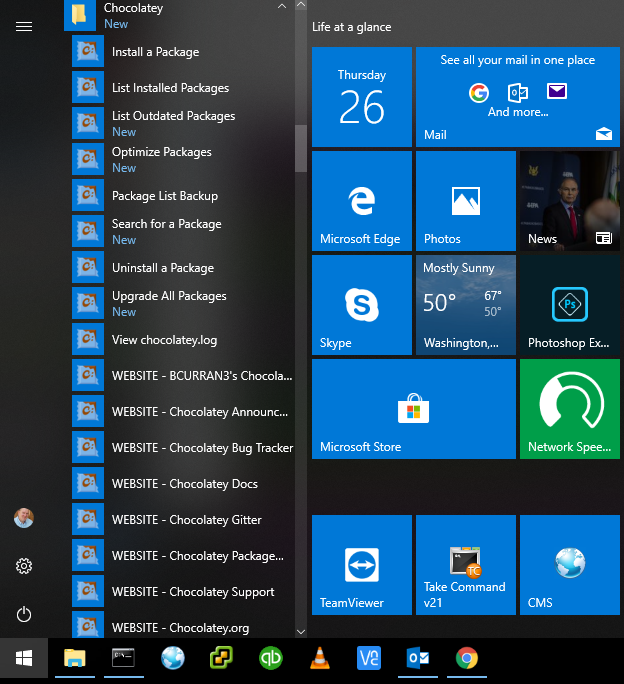 Chocolatey
New
Install a Package
List Installed Packages
List Outdated Packages
New
Optimize Packages
New
Package List Backup
Search for a Package
New
Uninstall a Package
Upgrade All Packages
New
View chocolatey.log
WEBSITE - BCURRAN3's Chocola...
WEBSITE - Chocolatey Announc...
WEBSITE - Chocolatey Bug Tracker
WEBSITE - Chocolatey Docs
WEBSITE - Chocolatey Gitter
WEBSITE - Chocolatey Package...
WEBSITE - Chocolatey Support
WEBSITE - Chocolatey.org
Life at a glance
Thursday
26
See all your mail in one place
And more...
Mail
Microsoft Edge
Photos
News
Skype
Mostly Sunny
50° 67°
50°
Washington,...
Ps
Photoshop Ex...
Microsoft Store
Network Spee...
TeamViewer
TC
Take Command
v21
CMS
qb